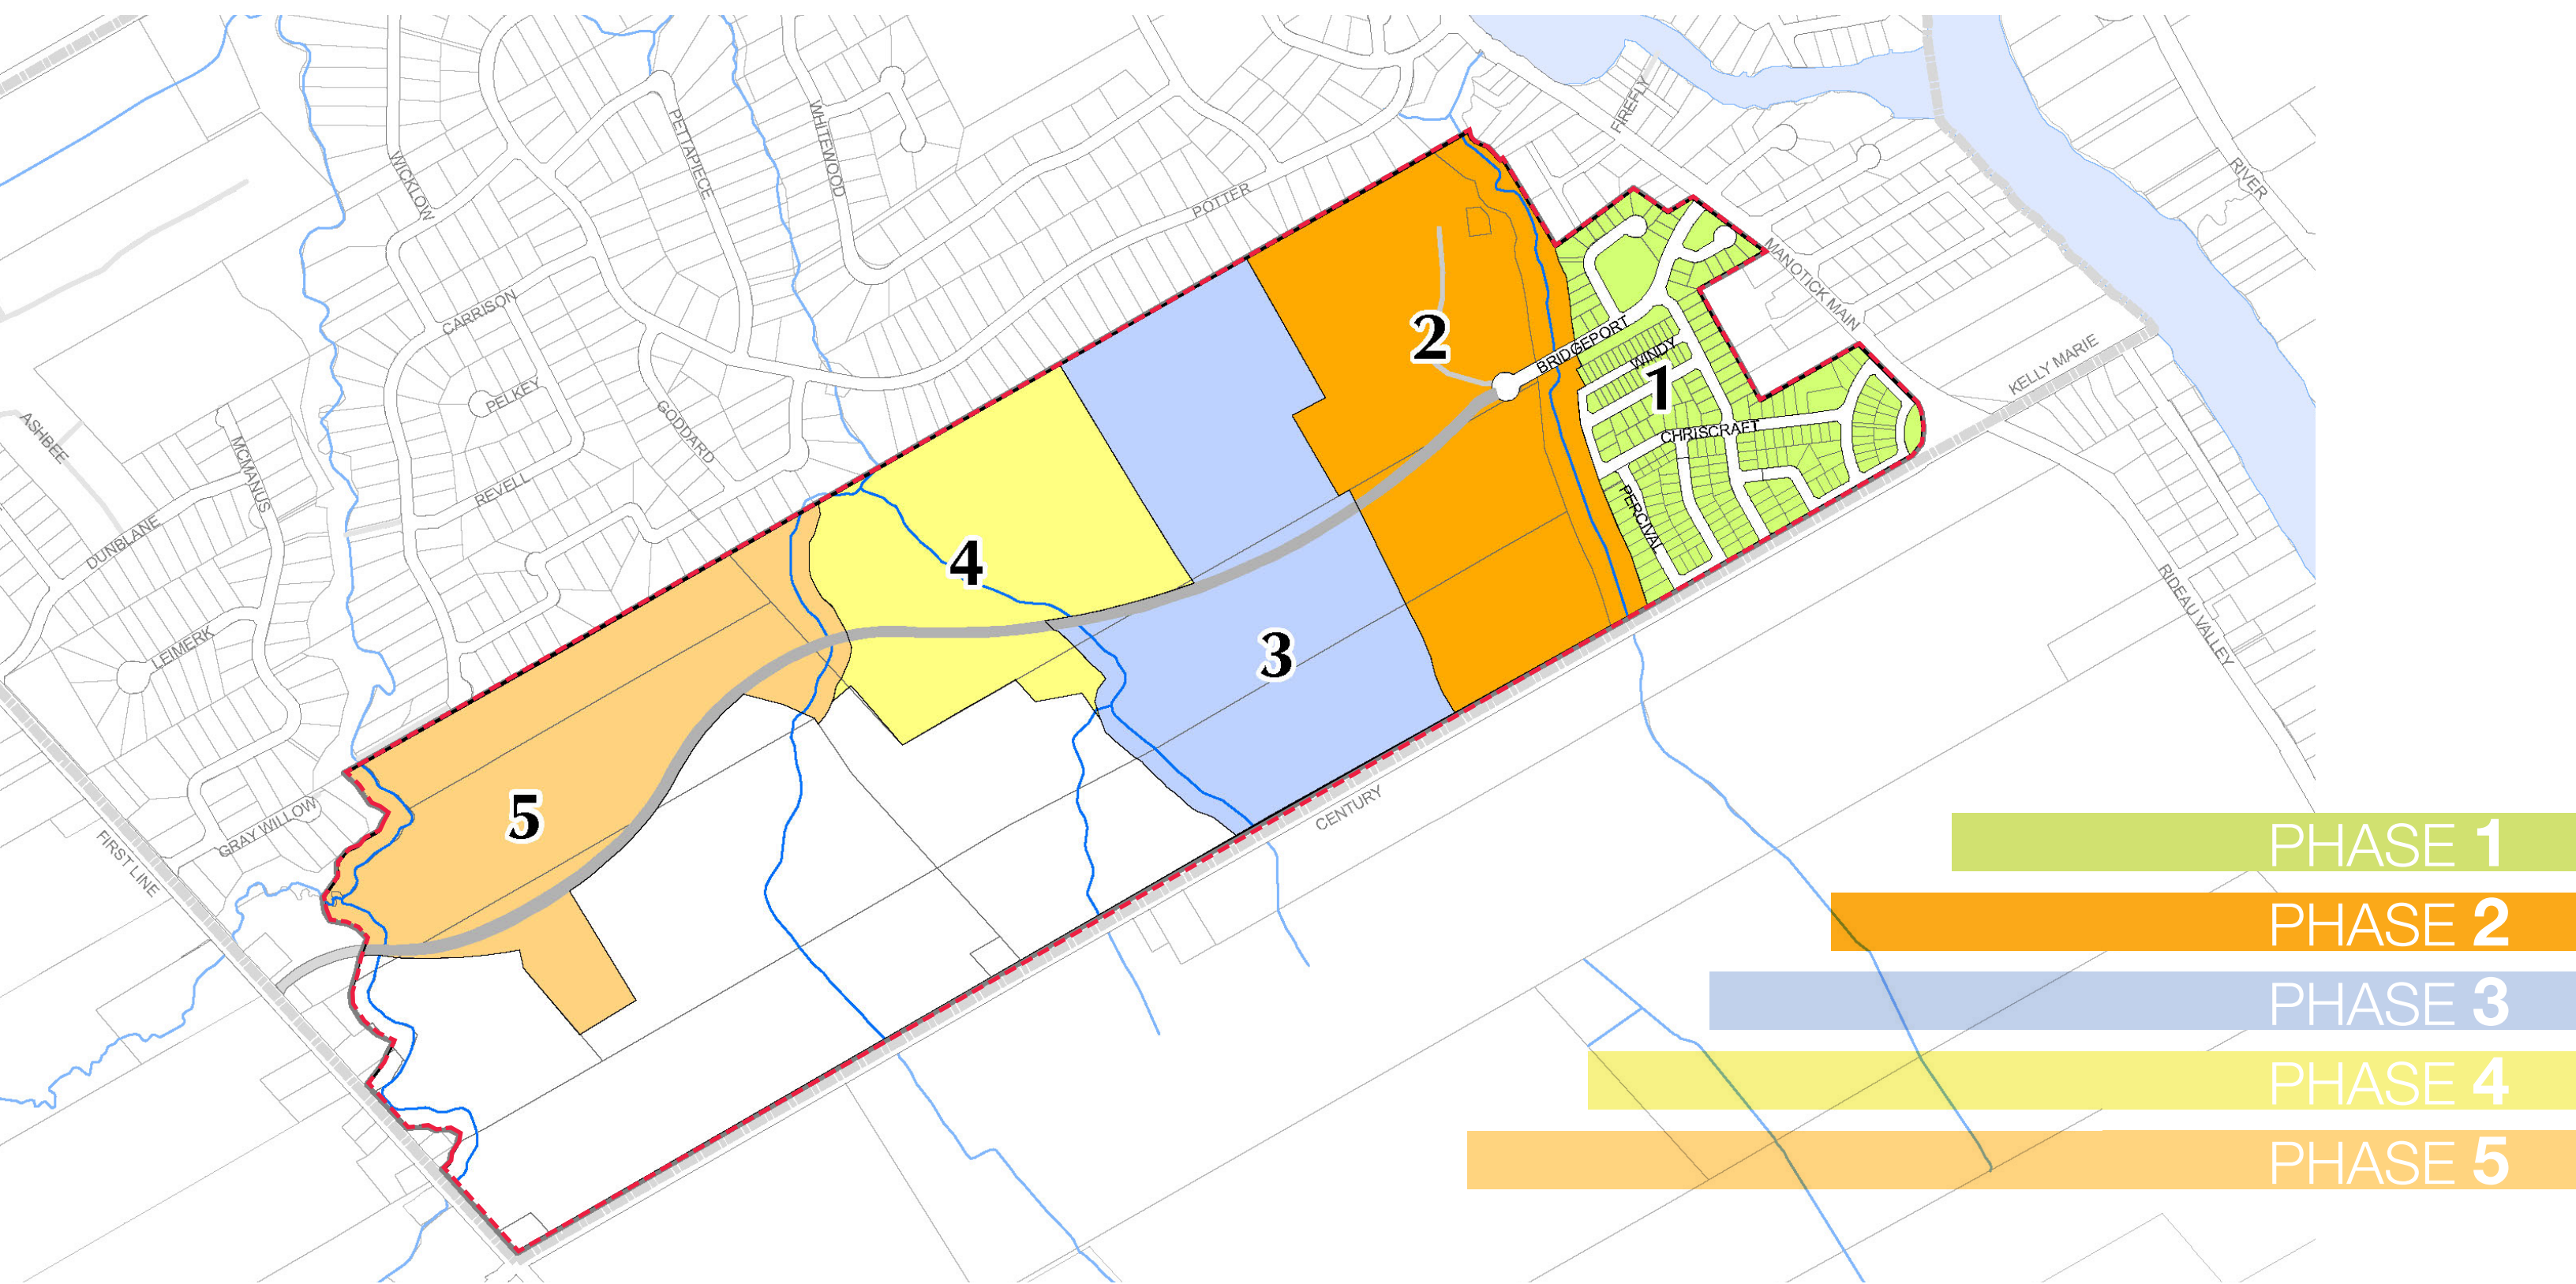 FIREFLY
RIVER
PETTAPIECE
WHITEWOOD
WICKLOW
POTTER
MANOTICK MAIN
CARRISON
2
BRIDGEPORT
WINDY
1
KELLY MARIE
PELKEY
GODDARD
ASHBEE
MCMANUS
CHRISCRAFT
REVELL
DUNBLANE
PERCIVAL
4
RIDEAU VALLEY
LEIMERK
3
5
CENTURY
GRAY WILLOW
FIRST LINE
PHASE 1
PHASE 2
PHASE 3
PHASE 4
PHASE 5